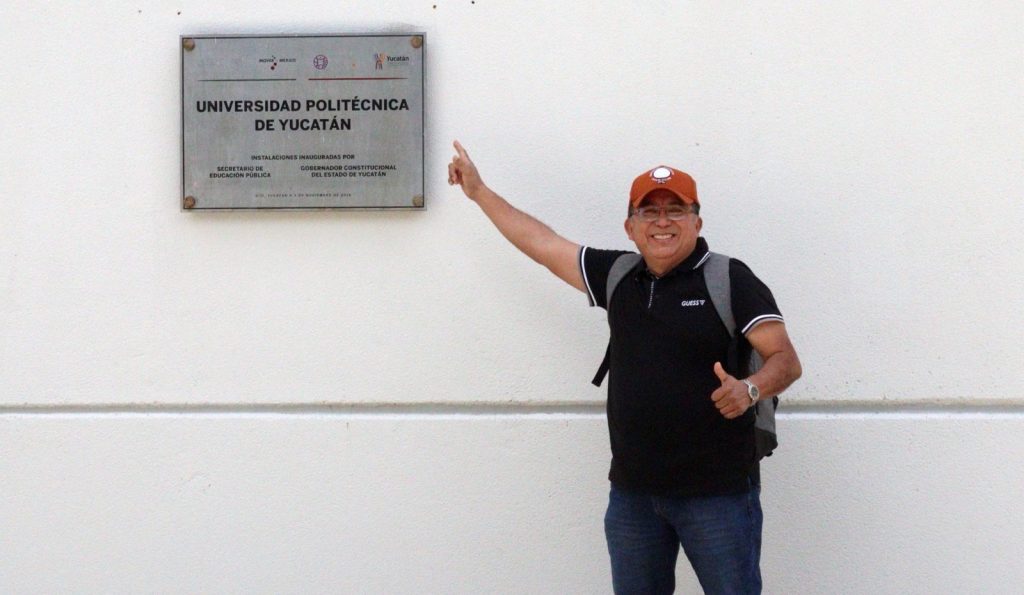 MÉXICO
Yucatán
UNIVERSIDAD POLITÉCNICA
DE YUCATÁN
INSTALACIONES INAUGURADAS POR
SECRETARIO DE
EDUCACIÓN PÚBLICA
GOBERNADOR CONSTITUCIONAL
DEL ESTADO DE YUCATÁN
GUESS